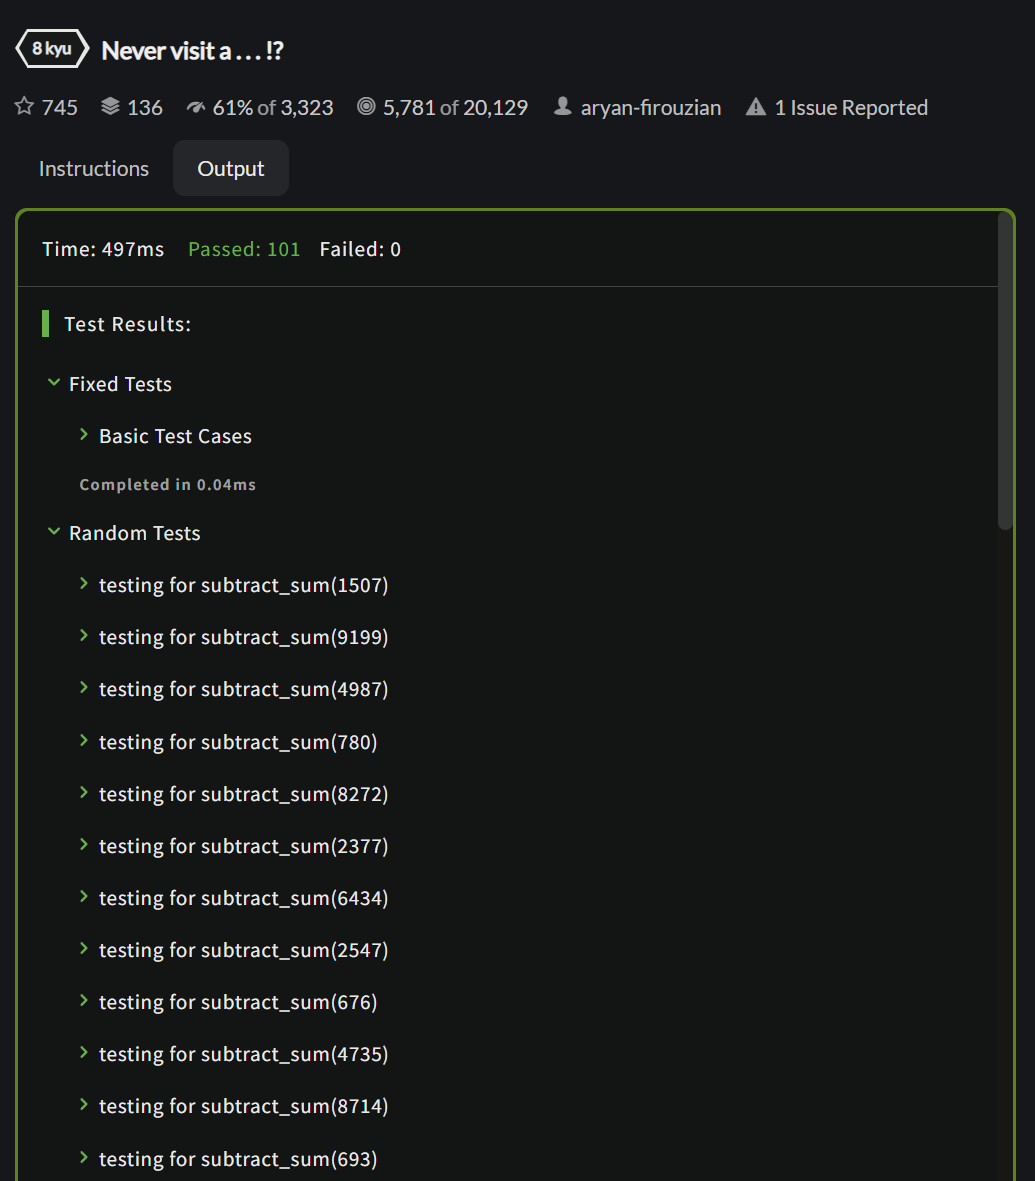 8 kyu Never visit a . . . !?
745 136 61% of 3,323 5,781 of 20,129 aryan-firouzian 1 Issue Reported
Instructions Output
Time: 497ms Passed: 101 Failed: 0
Test Results:
Fixed Tests
Basic Test Cases
Completed in 0.04ms
Random Tests
testing for subtract_sum(1507)
testing for subtract_sum(9199)
testing for subtract_sum(4987)
testing for subtract_sum(780)
testing for subtract_sum(8272)
testing for subtract_sum(2377)
testing for subtract_sum(6434)
testing for subtract_sum(2547)
testing for subtract_sum(676)
testing for subtract_sum(4735)
testing for subtract_sum(8714)
testing for subtract_sum(693)